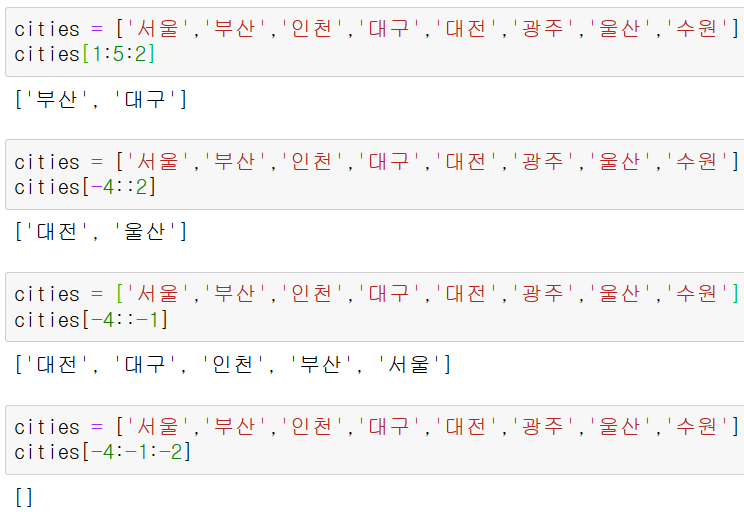 cities = ['서울','부산','인천','대구','대전','광주','울산','수원']
cities[1:5:2]
['부산', '대구']
cities = ['서울','부산','인천','대구','대전','광주','울산','수원']
cities[-4::2]
['대전', '울산']
cities = ['서울','부산','인천','대구','대전','광주','울산','수원']
cities[-4::-1]
['대전', '대구', '인천', '부산', '서울']
cities = ['서울','부산','인천','대구','대전','광주','울산','수원']
cities[-4:-1:-2]
[]